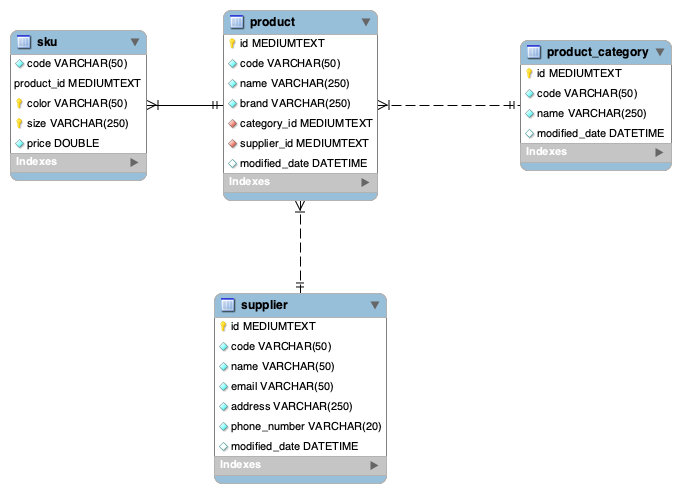 sku
code VARCHAR(50)
product_id MEDIUMTEXT
color VARCHAR(50)
size VARCHAR(250)
price DOUBLE
Indexes
product
id MEDIUMTEXT
code VARCHAR(50)
name VARCHAR(250)
brand VARCHAR(250)
category_id MEDIUMTEXT
supplier_id MEDIUMTEXT
modified_date DATETIME
Indexes
product_category
id MEDIUMTEXT
code VARCHAR(50)
name VARCHAR(250)
modified_date DATETIME
Indexes
supplier
id MEDIUMTEXT
code VARCHAR(50)
name VARCHAR(50)
email VARCHAR(50)
address VARCHAR(250)
phone_number VARCHAR(20)
modified_date DATETIME
Indexes